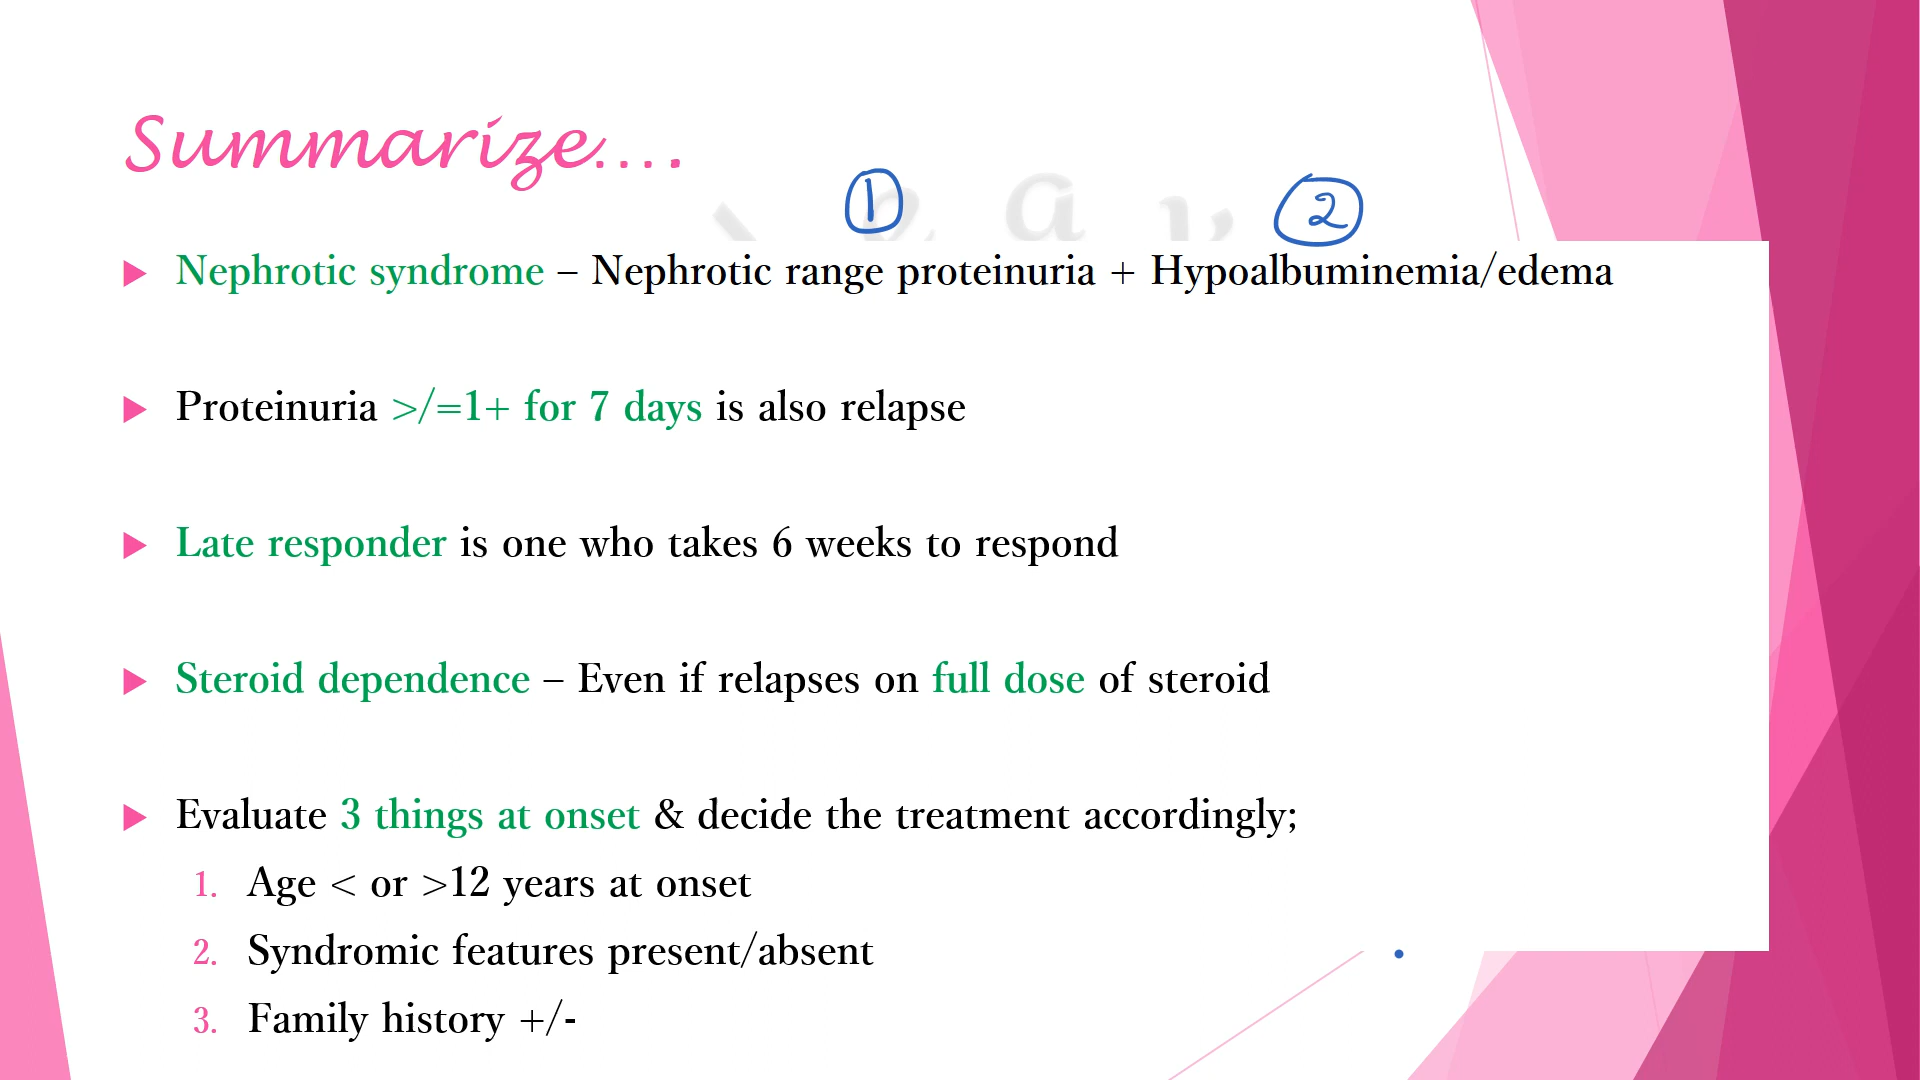 Summarize....
1 2
Nephrotic syndrome – Nephrotic range proteinuria + Hypoalbuminemia/edema
Proteinuria >/=1+ for 7 days is also relapse
Late responder is one who takes 6 weeks to respond
Steroid dependence – Even if relapses on full dose of steroid
Evaluate 3 things at onset & decide the treatment accordingly;
1. Age < or >12 years at onset
2. Syndromic features present/absent
3. Family history +/-